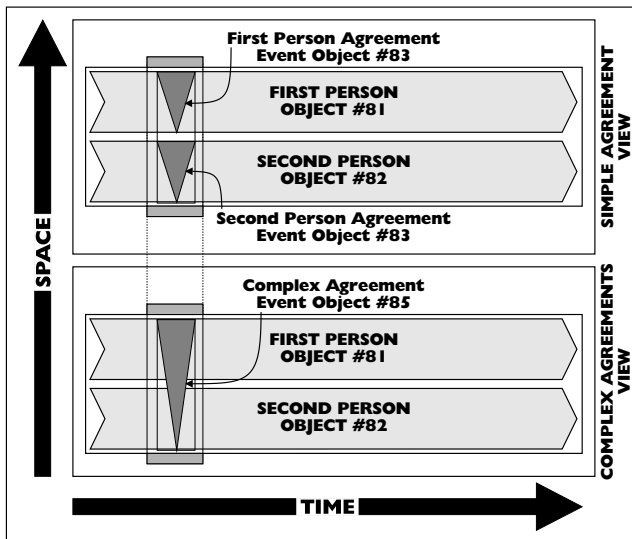 First Person Agreement
Event Object #83
FIRST PERSON
OBJECT #81
SECOND PERSON
OBJECT #82
Second Person Agreement
Event Object #83
SIMPLE AGREEMENT
VIEW
SPACE
Complex Agreement
Event Object #85
FIRST PERSON
OBJECT #81
SECOND PERSON
OBJECT #82
COMPLEX AGREEMENTS
VIEW
TIME